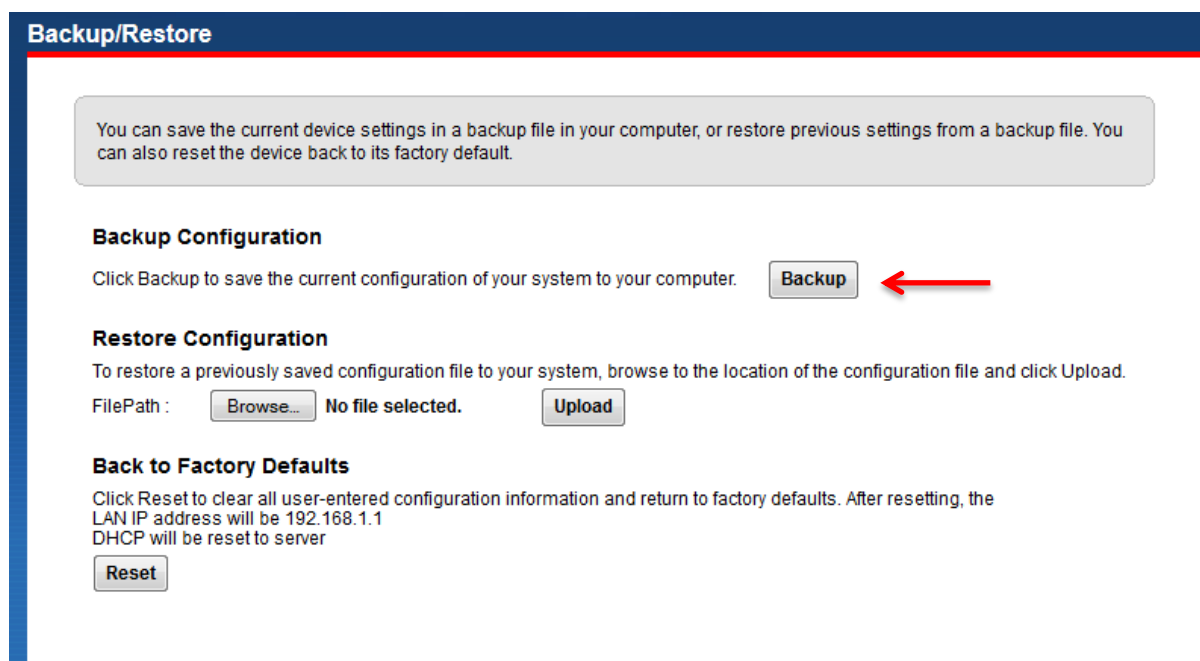 Backup/Restore
You can save the current device settings in a backup file in your computer, or restore previous settings from a backup file. You
can also reset the device back to its factory default.
Backup Configuration
Click Backup to save the current configuration of your system to your computer. Backup
Restore Configuration
To restore a previously saved configuration file to your system, browse to the location of the configuration file and click Upload.
FilePath : Browse... No file selected. Upload
Back to Factory Defaults
Click Reset to clear all user-entered configuration information and return to factory defaults. After resetting, the
LAN IP address will be 192.168.1.1
DHCP will be reset to server
Reset